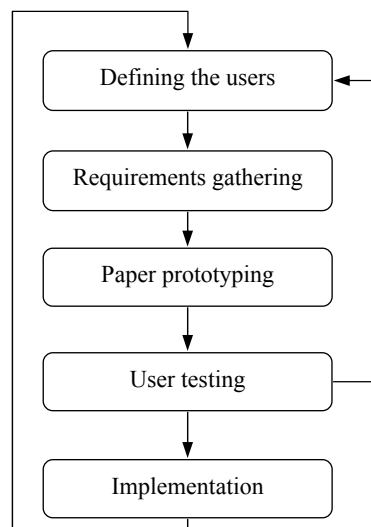 Defining the users
Requirements gathering
Paper prototyping
User testing
Implementation